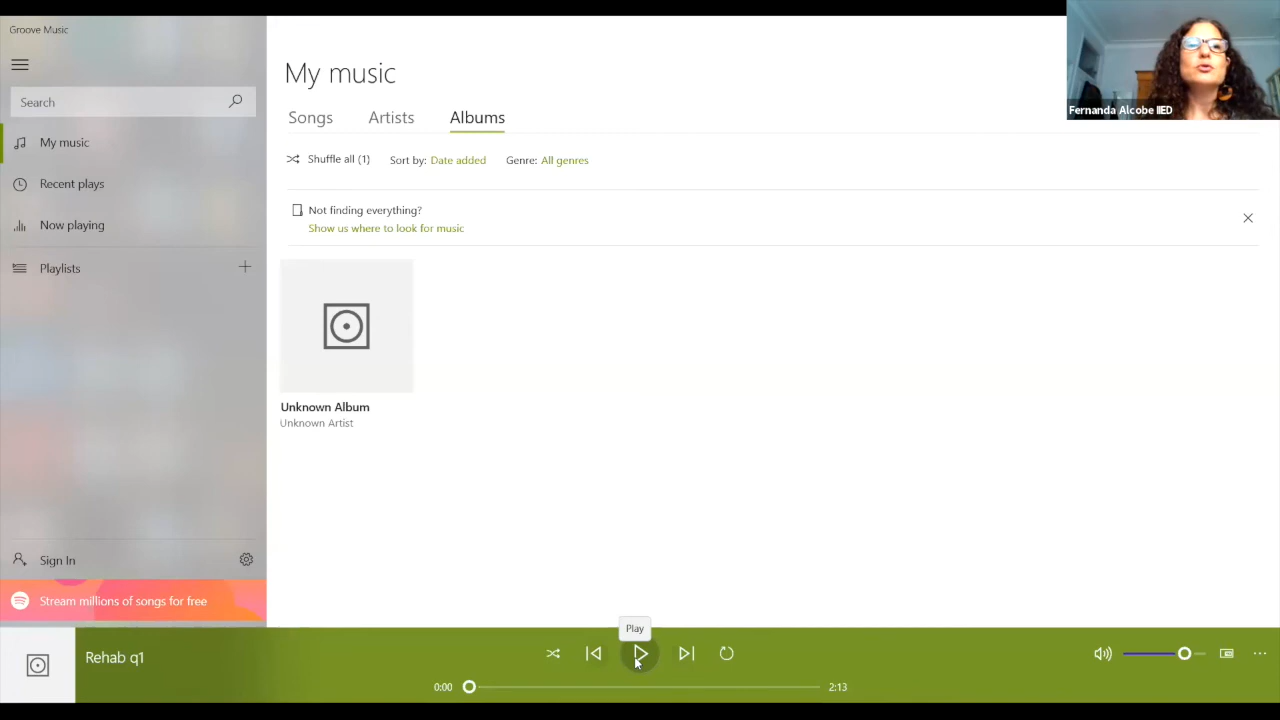 Groove Music
Search
My music
Recent plays
Now playing
Playlists
Sign In
Stream millions of songs for free
My music
Songs Artists Albums
Shuffle all (1) Sort by: Date added Genre: All genres
Not finding everything?
Show us where to look for music
Unknown Album
Unknown Artist
Fernanda Alcobe IIED
Play
Rehab q1
0:00 2:13